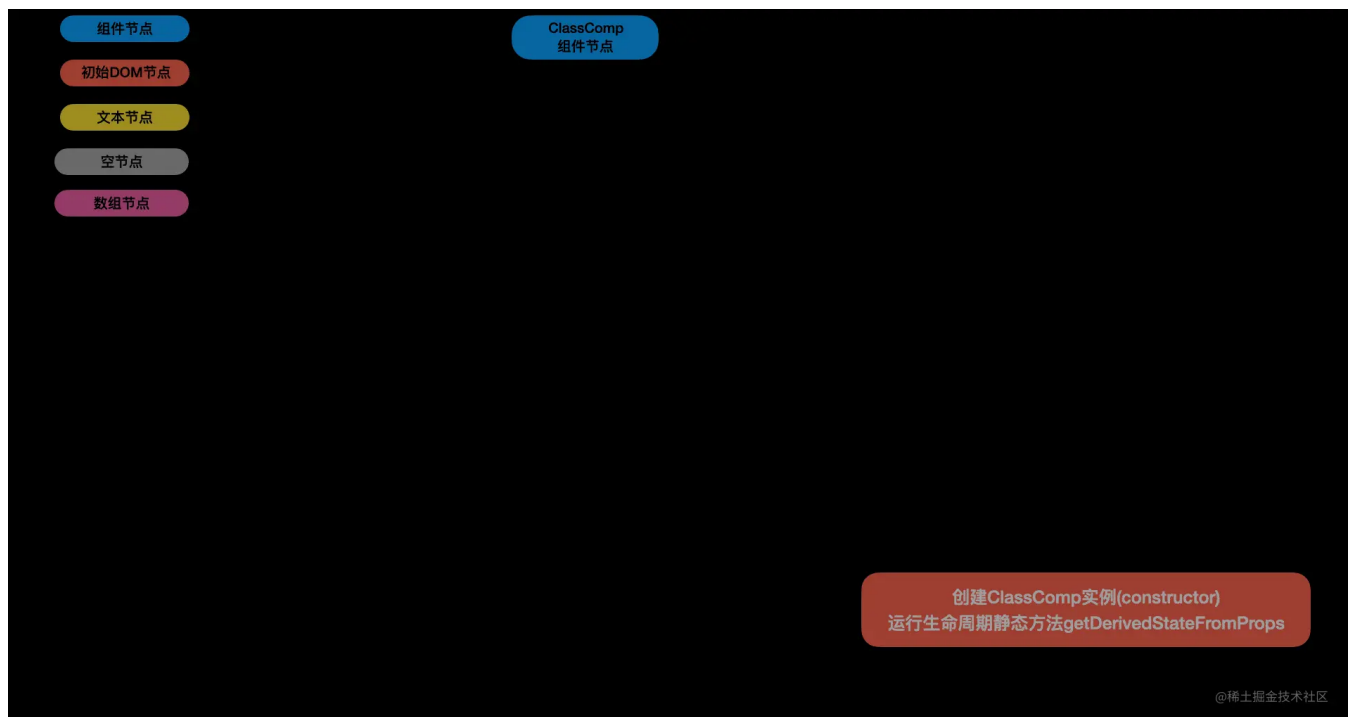 组件节点
初始DOM节点
文本节点
空节点
数组节点
ClassComp
组件节点
创建ClassComp实例(constructor)
运行生命周期静态方法getDerivedStateFromProps
@稀土掘金技术社区